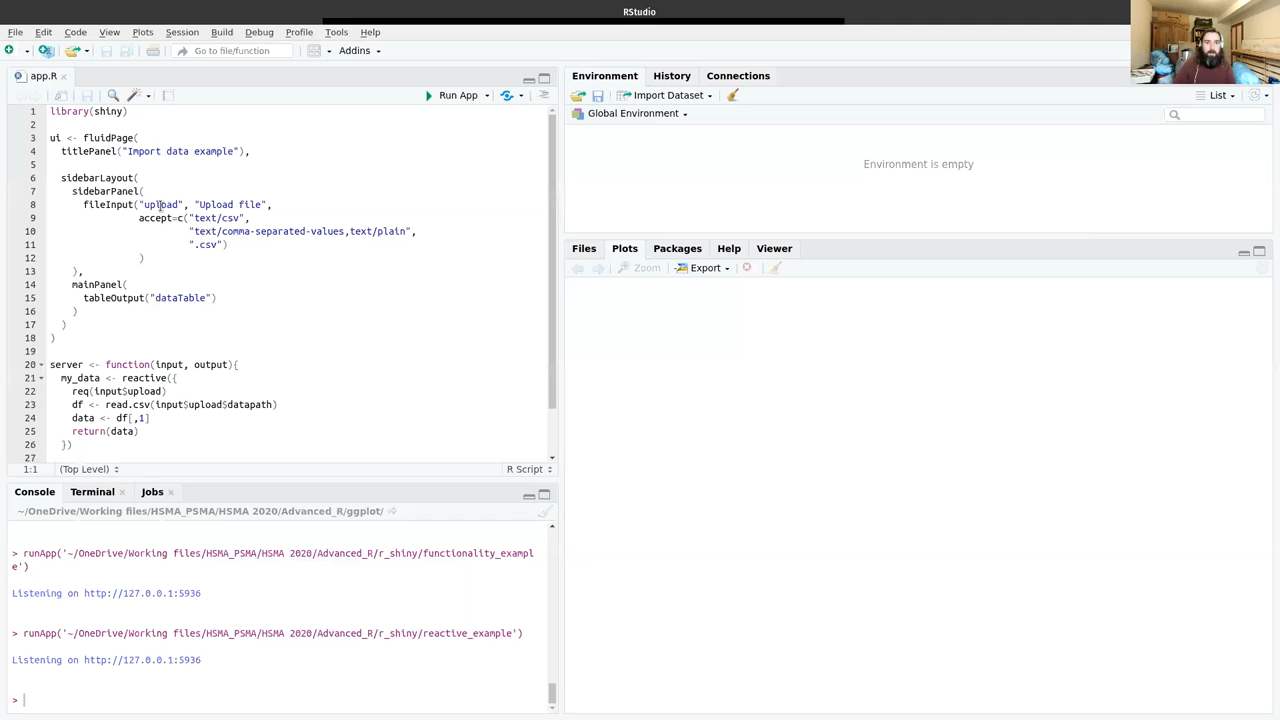 RStudio
File Edit Code View Plots Session Build Debug Profile Tools Help
Go to file/function Addins
app.R
Run App
1 library(shiny)
2
3 ui <- fluidPage(
4 titlePanel("Import data example"),
5
6 sidebarLayout(
7 sidebarPanel(
8 fileInput("upload", "Upload file",
9 accept=c("text/csv",
10 "text/comma-separated-values,text/plain",
11 ".csv")
12 )
13 ),
14 mainPanel(
15 tableOutput("dataTable")
16 )
17 )
18 )
19
20 server <- function(input, output){
21 my_data <- reactive({
22 req(input$upload)
23 df <- read.csv(input$upload$datapath)
24 data <- df[,1]
25 return(data)
26 })
27
1:1 (Top Level) R Script
Console Terminal Jobs
~/OneDrive/Working files/HSMA_PSMA/HSMA 2020/Advanced_R/ggplot/
> runApp('~/OneDrive/Working files/HSMA_PSMA/HSMA 2020/Advanced_R/r_shiny/functionality_exampl
e')
Listening on http://127.0.0.1:5936
> runApp('~/OneDrive/Working files/HSMA_PSMA/HSMA 2020/Advanced_R/r_shiny/reactive_example')
Listening on http://127.0.0.1:5936
>
Environment History Connections
Import Dataset List
Global Environment
Environment is empty
Files Plots Packages Help Viewer
Zoom Export